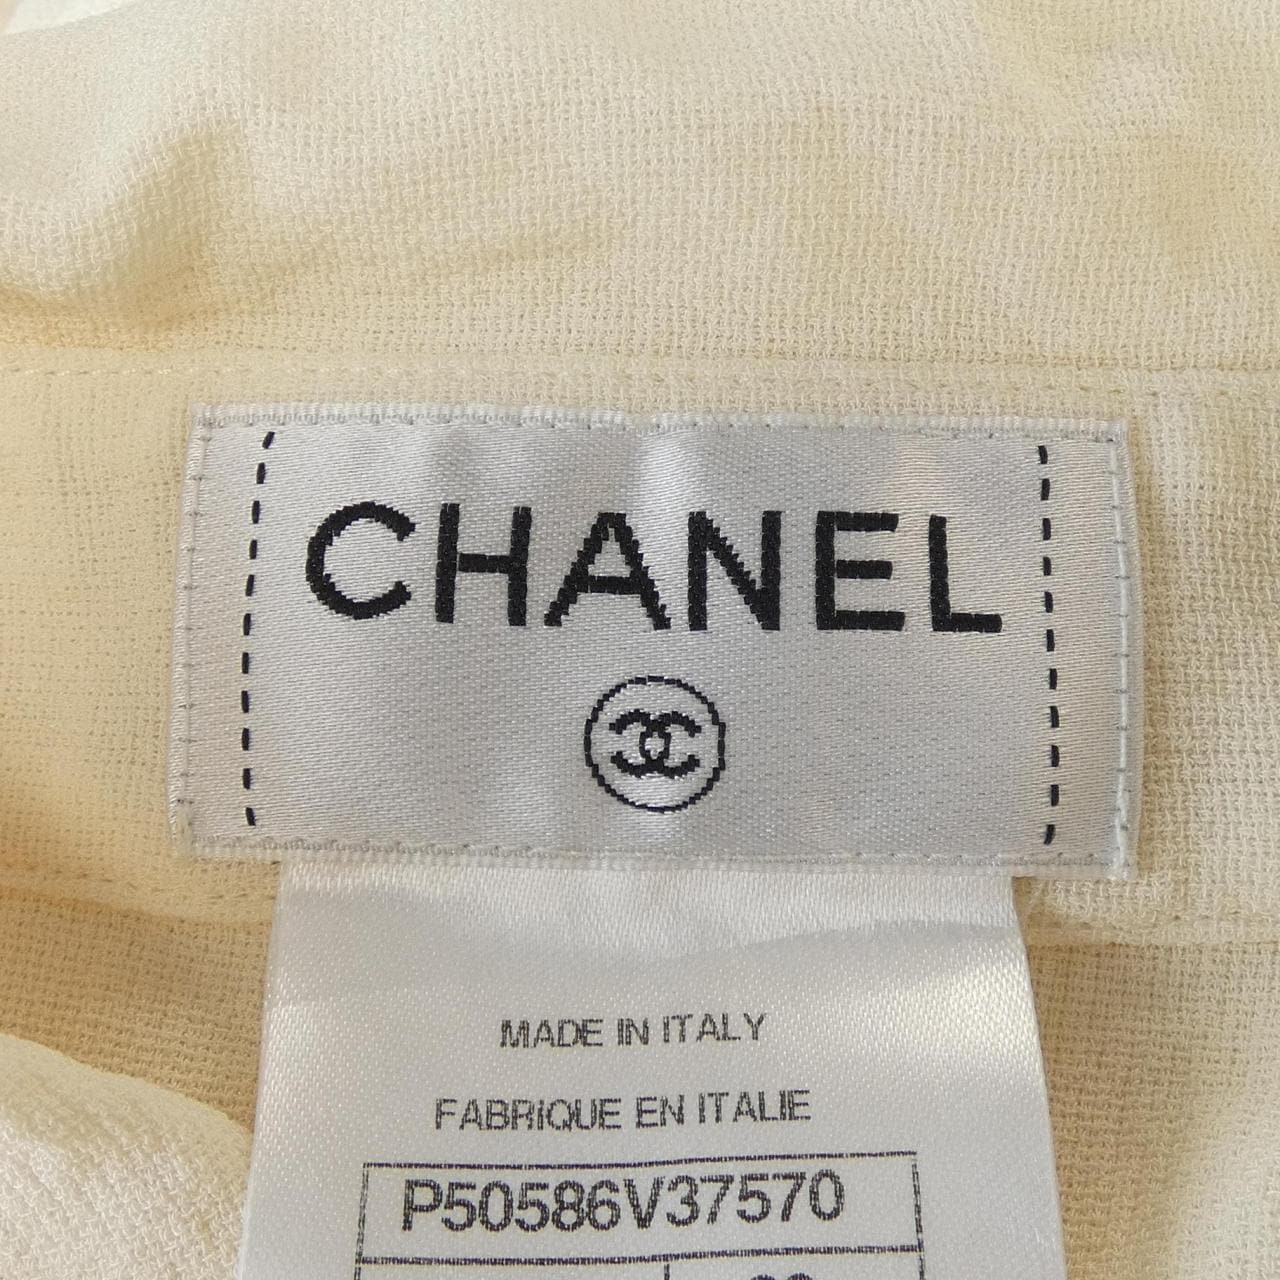 CHANEL
MADE IN ITALY
FABRIQUE EN ITALIE
P50586V37570